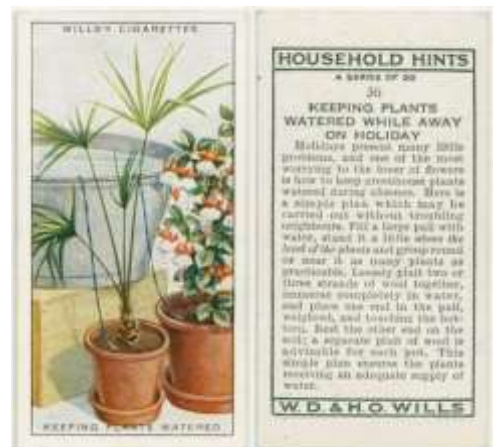 WILLS'S CIGARETTES
KEEPING PLANTS WATERED
HOUSEHOLD HINTS
A SERIES OF 50
36
KEEPING PLANTS
WATERED WHILE AWAY
ON HOLIDAY
Holidays present many little
problems, and one of the most
worrying to the lover of flowers
is how to keep greenhouse plants
watered during absence. Here is
a simple plan which may be
carried out without troubling
neighbours. Fill a large pail with
water, stand it a little above the
level of the plants and group round
or near it as many plants as
practicable. Loosely plait two or
three strands of wool together,
immerse completely in water,
and place one end in the pail,
weighted, and touching the bot-
tom. Rest the other end on the
soil; a separate plait of wool is
advisable for each pot. This
simple plan ensures the plants
receiving an adequate supply of
water.
W.D. & H.O. WILLS